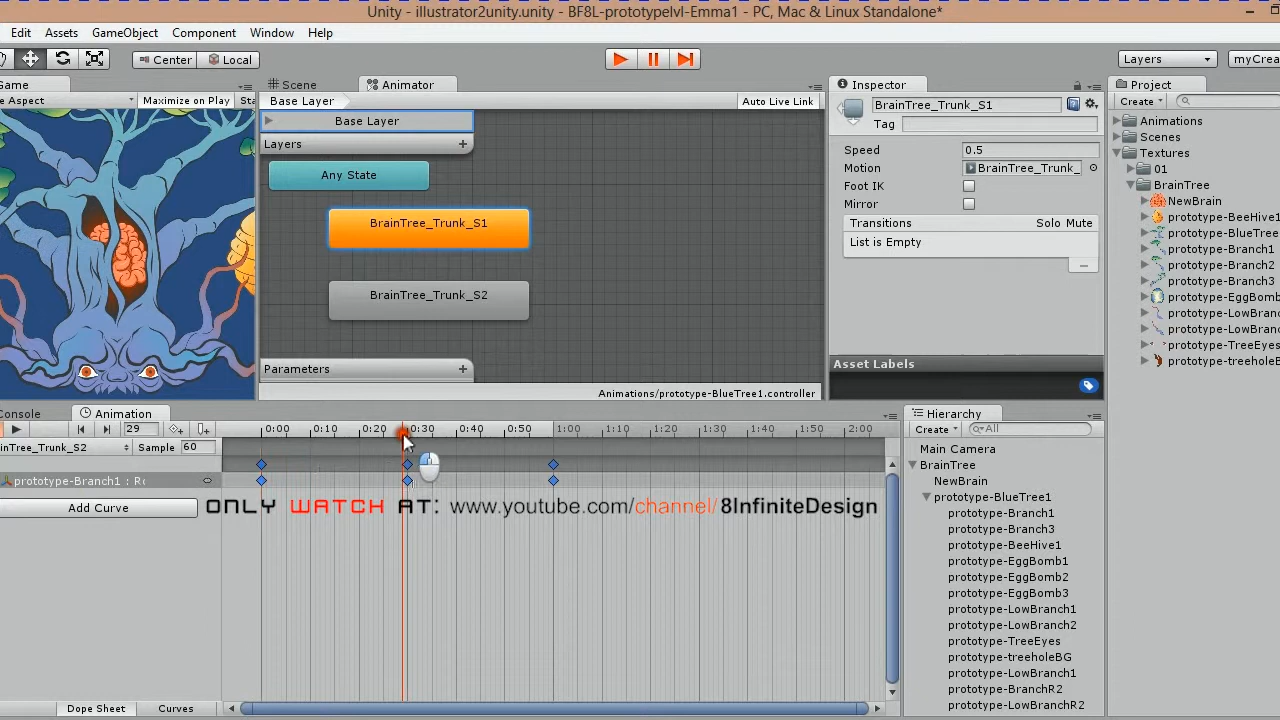 Unity - illustrator2unity.unity - BF8L-prototypelvl-Emma1 - PC, Mac & Linux Standalone*
Edit Assets GameObject Component Window Help
Center Local Layers myCrea
Game Scene Animator Inspector Project
e Aspect Maximize on Play Sta Base Layer Auto Live Link BrainTree_Trunk_S1 Create
Base Layer Tag Animations
Layers Scenes
Speed 0.5 Textures
Any State Motion BrainTree_Trunk_ 01
Foot IK BrainTree
Mirror NewBrain
BrainTree_Trunk_S1 Transitions Solo Mute prototype-BeeHive1
List is Empty prototype-BlueTree
prototype-Branch1
prototype-Branch2
prototype-Branch3
BrainTree_Trunk_S2 prototype-EggBomb
prototype-LowBranc
prototype-LowBranc
prototype-TreeEyes
prototype-treeholeB
Parameters Asset Labels
Animations/prototype-BlueTree1.controller
Console Animation Hierarchy
29 0:00 0:10 0:20 0:30 0:40 0:50 1:00 1:10 1:20 1:30 1:40 1:50 2:00 Create All
inTree_Trunk_S2 Sample 60 Main Camera
BrainTree
prototype-Branch1 : Ro NewBrain
prototype-BlueTree1
Add Curve ONLY WATCH AT: www.youtube.com/channel/8InfiniteDesign prototype-Branch1
prototype-Branch3
prototype-BeeHive1
prototype-EggBomb1
prototype-EggBomb2
prototype-EggBomb3
prototype-LowBranch1
prototype-LowBranch2
prototype-TreeEyes
prototype-treeholeBG
prototype-LowBranch1
prototype-BranchR2
Dope Sheet Curves prototype-LowBranchR2